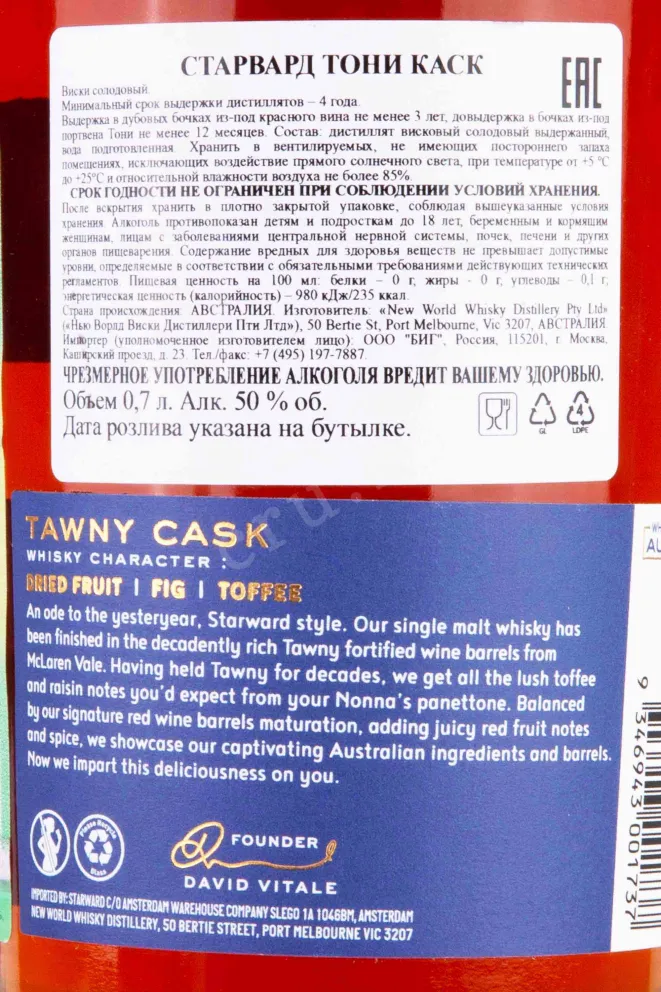 СТАРВАРД ТОНИ КАСК
EAC
Виски солодовый.
Минимальный срок выдержки дистиллятов – 4 года.
Выдержка в дубовых бочках из-под красного вина не менее 3 лет, довыдержка в бочках из-под
портвена Тони не менее 12 месяцев. Состав: дистиллят висковый солодовый выдержанный,
вода подготовленная. Хранить в вентилируемых, не имеющих постороннего запаха
помещениях, исключающих воздействие прямого солнечного света, при температуре от +5 °C
до +25°C и относительной влажности воздуха не более 85%.
СРОК ГОДНОСТИ НЕ ОГРАНИЧЕН ПРИ СОБЛЮДЕНИИ УСЛОВИЙ ХРАНЕНИЯ.
После вскрытия хранить в плотно закрытой упаковке, соблюдая вышеуказанные условия
хранения. Алкоголь противопоказан детям и подросткам до 18 лет, беременным и кормящим
женщинам, лицам с заболеваниями центральной нервной системы, почек, печени и других
органов пищеварения. Содержание вредных для здоровья веществ не превышает допустимые
уровни, определяемые в соответствии с обязательными требованиями действующих технических
регламентов. Пищевая ценность на 100 мл: белки – 0 г, жиры - 0 г, углеводы – 0,1 г,
энергетическая ценность (калорийность) – 980 кДж/235 ккал.
Страна происхождения: АВСТРАЛИЯ. Изготовитель: «New World Whisky Distillery Pty Ltd»
(«Нью Ворлд Виски Дистиллери Пти Лтд»), 50 Bertie St, Port Melbourne, Vic 3207, АВСТРАЛИЯ
Импортер (уполномоченное изготовителем лицо): ООО "БИГ", Россия, 115201, г. Москва,
Каширский проезд, д. 23. Тел./факс: +7 (495) 197-7887.
ЧРЕЗМЕРНОЕ УПОТРЕБЛЕНИЕ АЛКОГОЛЯ ВРЕДИТ ВАШЕМУ ЗДОРОВЬЮ.
Объем 0,7 л. Алк. 50 % об.
Дата розлива указана на бутылке.
GL
4
LDPE
TAWNY CASK
WHISKY CHARACTER :
DRIED FRUIT | FIG | TOFFEE
An ode to the yesteryear, Starward style. Our single malt whisky has
been finished in the decadently rich Tawny fortified wine barrels from
McLaren Vale. Having held Tawny for decades, we get all the lush toffee
and raisin notes you'd expect from your Nonna's panettone. Balanced
by our signature red wine barrels maturation, adding juicy red fruit notes
and spice, we showcase our captivating Australian ingredients and barrels.
Now we impart this deliciousness on you.
Please Recycle
Glass
FOUNDER
DAVID VITALE
IMPORTED BY: STARWARD C/O AMSTERDAM WAREHOUSE COMPANY SLEGO 1A 1046BM, AMSTERDAM
NEW WORLD WHISKY DISTILLERY, 50 BERTIE STREET, PORT MELBOURNE VIC 3207
WH
AU
9 346943 001737